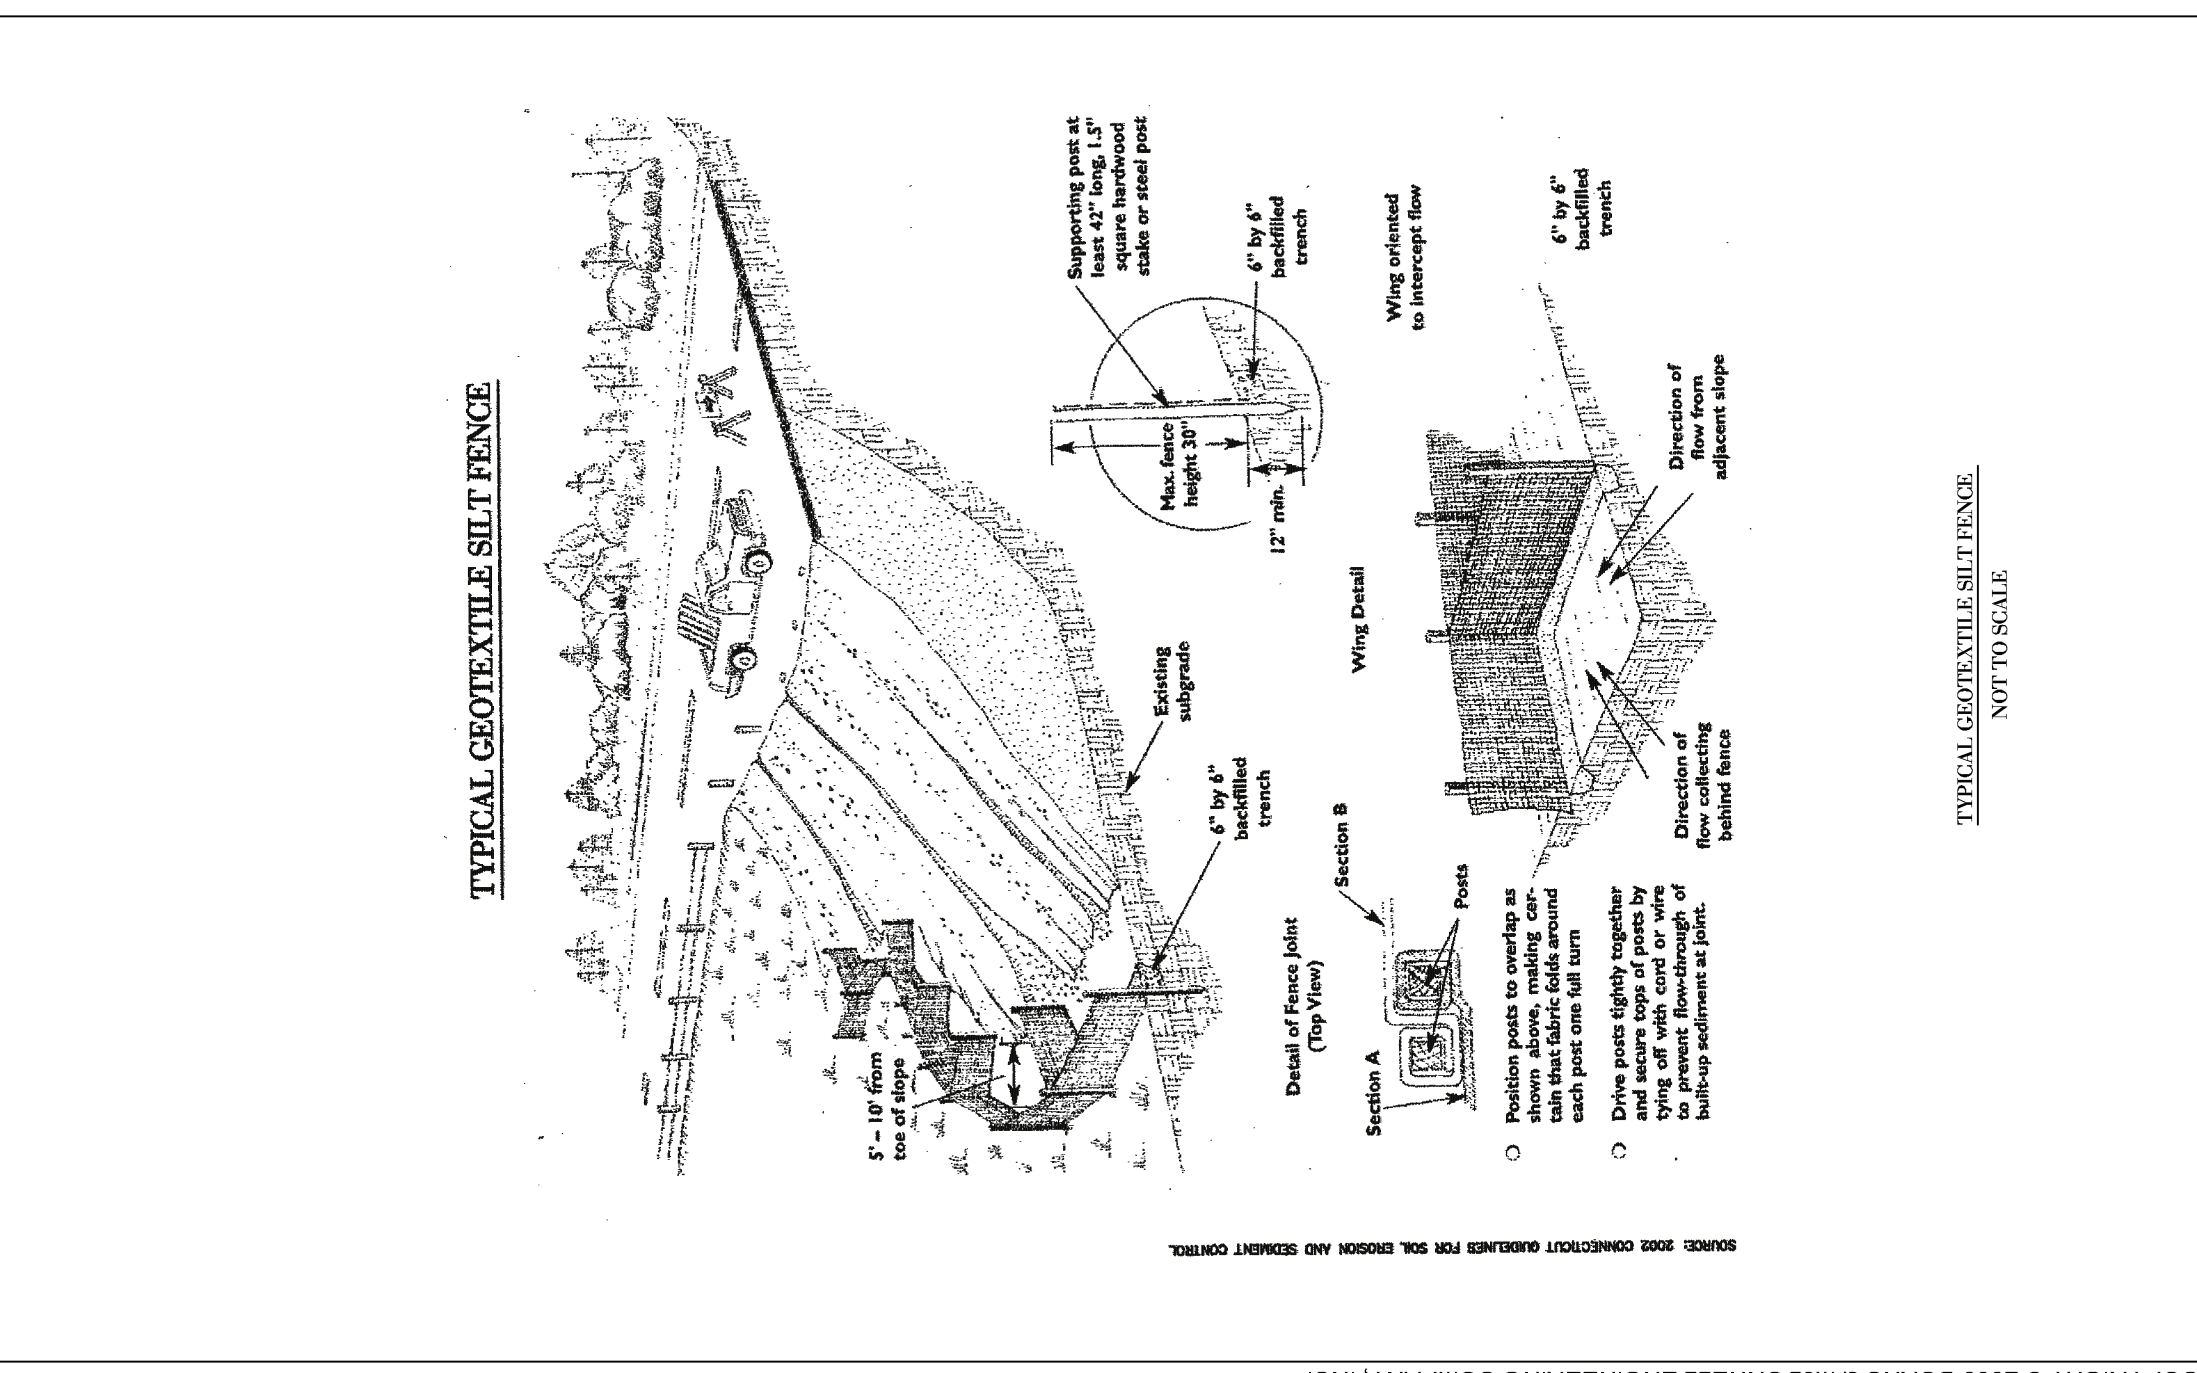 TYPICAL GEOTEXTILE SILT FENCE
5' – 10' from
toe of slope
6" by 6"
backfilled
trench
Existing
subgrade
Supporting post at
least 42" long, 1.5"
square hardwood
stake or steel post
Max. fence
height 30"
12" min.
6" by 6"
backfilled
trench
Detail of Fence Joint
(Top View)
Section A
Section B
Posts
○ Position posts to overlap as
shown above, making cer-
tain that fabric folds around
each post one full turn
○ Drive posts tightly together
and secure tops of posts by
tying off with cord or wire
to prevent flow-through of
built-up sediment at joint.
Wing Detail
Wing oriented
to intercept flow
6" by 6"
backfilled
trench
Direction of
flow collecting
behind fence
Direction of
flow from
adjacent slope
SOURCE: 2002 CONNECTICUT GUIDELINES FOR SOIL EROSION AND SEDIMENT CONTROL
TYPICAL GEOTEXTILE SILT FENCE
NOT TO SCALE